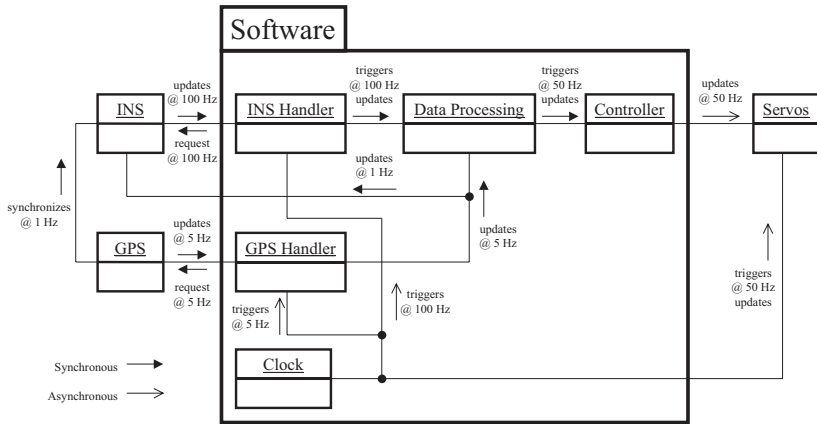 Software
updates
@ 100 Hz
triggers
@ 100 Hz
updates
triggers
@ 50 Hz
updates
updates
@ 50 Hz
INS
INS Handler
Data Processing
Controller
Servos
request
@ 100 Hz
updates
@ 1 Hz
synchronizes
@ 1 Hz
updates
@ 5 Hz
updates
@ 5 Hz
GPS
GPS Handler
request
@ 5 Hz
triggers
@ 5 Hz
triggers
@ 100 Hz
triggers
@ 50 Hz
updates
Clock
Synchronous
Asynchronous